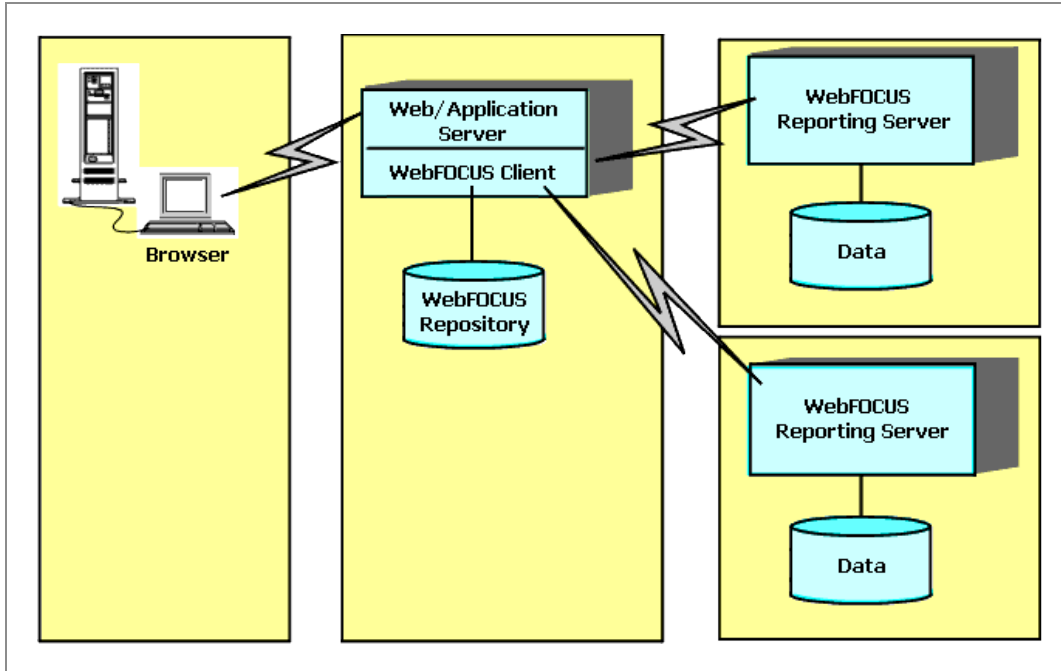 Browser
Web/Application
Server
WebFOCUS Client
WebFOCUS
Repository
WebFOCUS
Reporting Server
Data
WebFOCUS
Reporting Server
Data